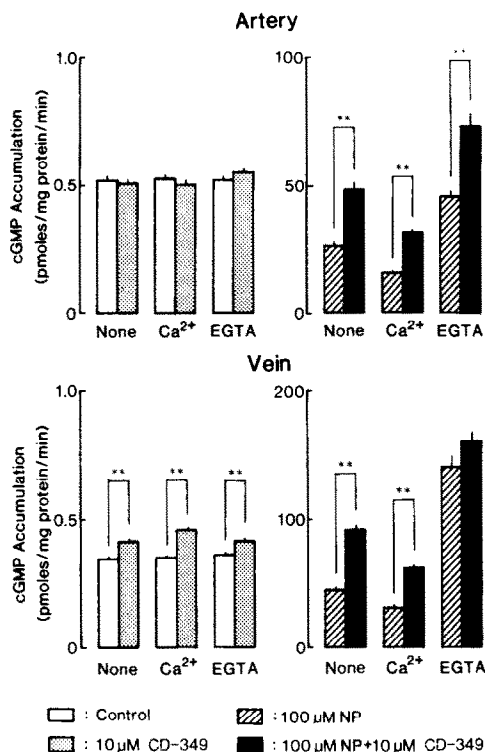 Artery
cGMP Accumulation
(pmoles/mg protein/min)
1.0
0.5
0
None Ca2+ EGTA
100
50
0
** ** **
None Ca2+ EGTA
Vein
cGMP Accumulation
(pmoles/mg protein/min)
1.0
0.5
0
** ** **
None Ca2+ EGTA
200
100
0
** **
None Ca2+ EGTA
: Control
: 100 μM NP
: 10 μM CD-349
: 100 μM NP+10 μM CD-349